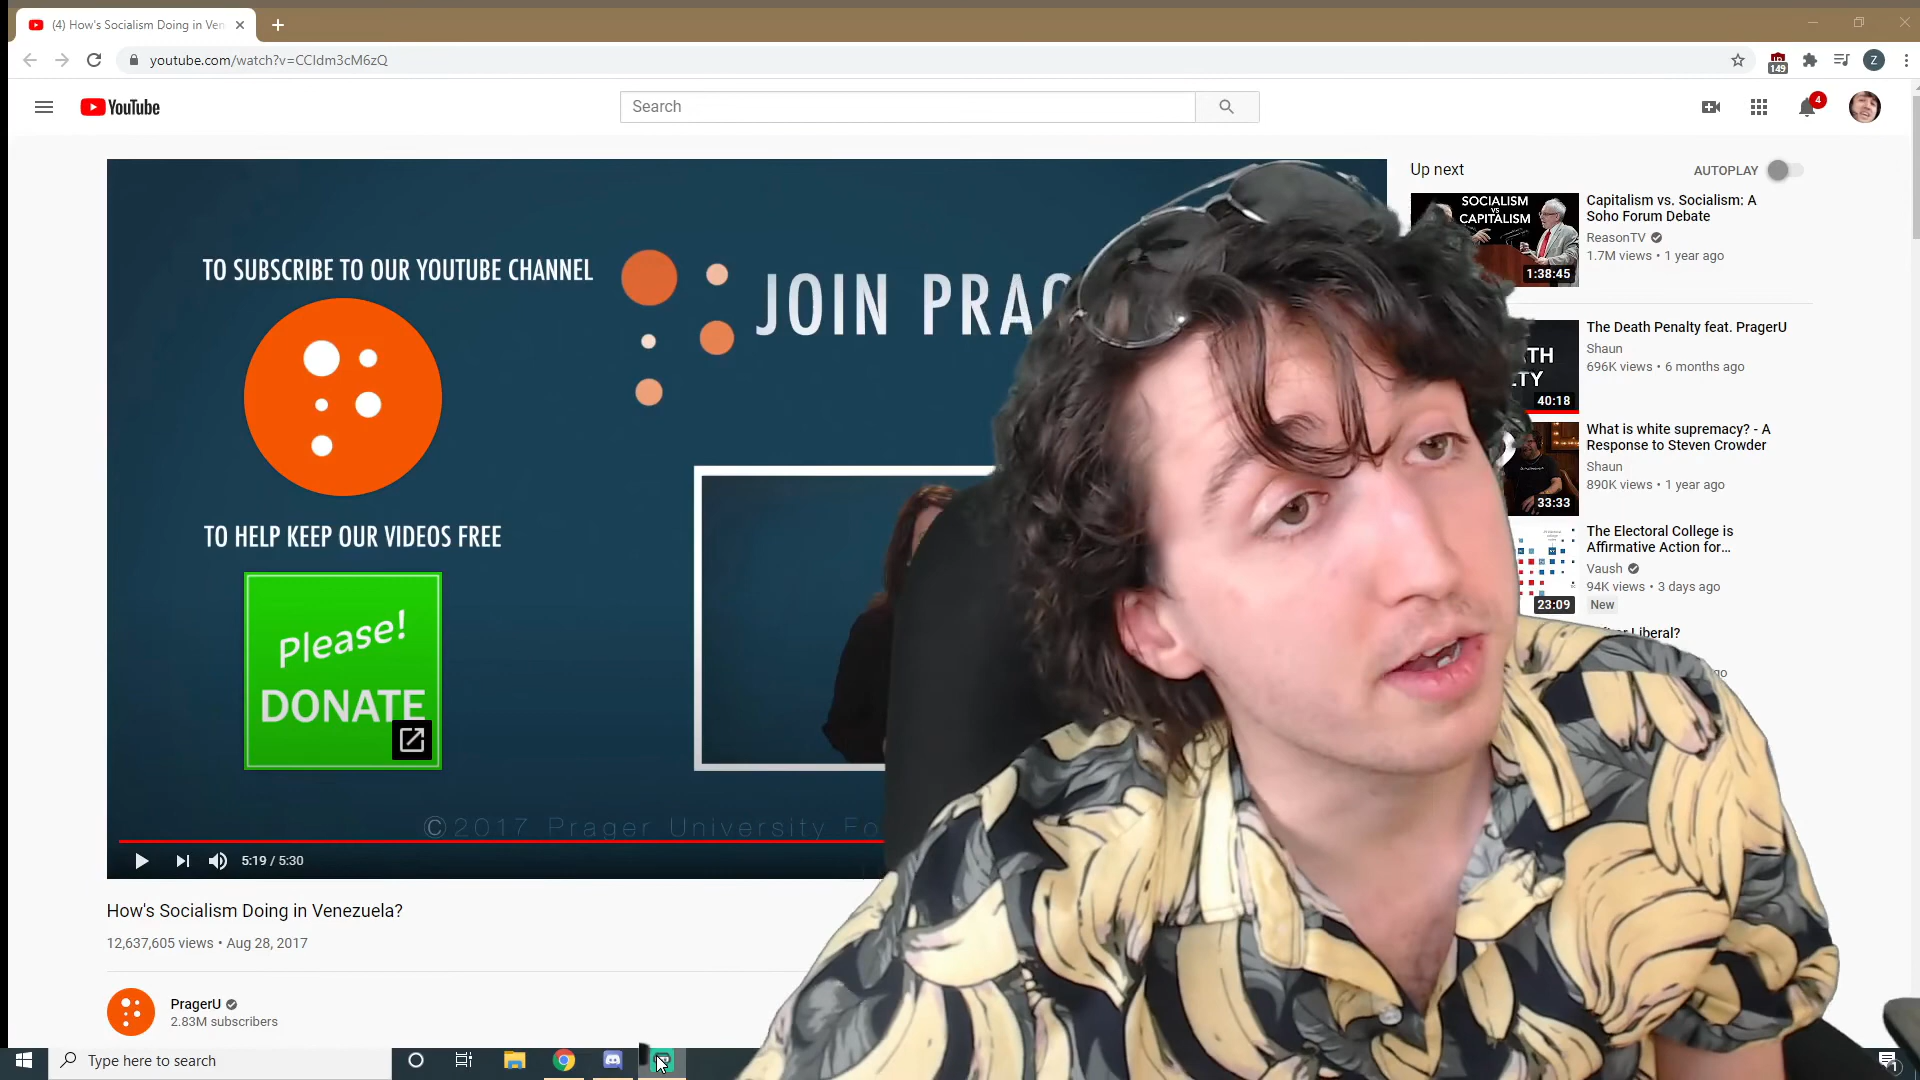 (4) How's Socialism Doing in Ven
youtube.com/watch?v=CCIdm3cM6zQ
149
Z
YouTube
Search
4
TO SUBSCRIBE TO OUR YOUTUBE CHANNEL
JOIN PRAG
TO HELP KEEP OUR VIDEOS FREE
Please!
DONATE
©2017 Prager University Fo
5:19 / 5:30
How's Socialism Doing in Venezuela?
12,637,605 views • Aug 28, 2017
PragerU
2.83M subscribers
Up next
AUTOPLAY
SOCIALISM
VS
CAPITALISM
1:38:45
Capitalism vs. Socialism: A
Soho Forum Debate
ReasonTV
1.7M views • 1 year ago
TH
TY
40:18
The Death Penalty feat. PragerU
Shaun
696K views • 6 months ago
33:33
What is white supremacy? - A
Response to Steven Crowder
Shaun
890K views • 1 year ago
23:09
The Electoral College is
Affirmative Action for...
Vaush
94K views • 3 days ago
New
Liberal?
go
Type here to search
1